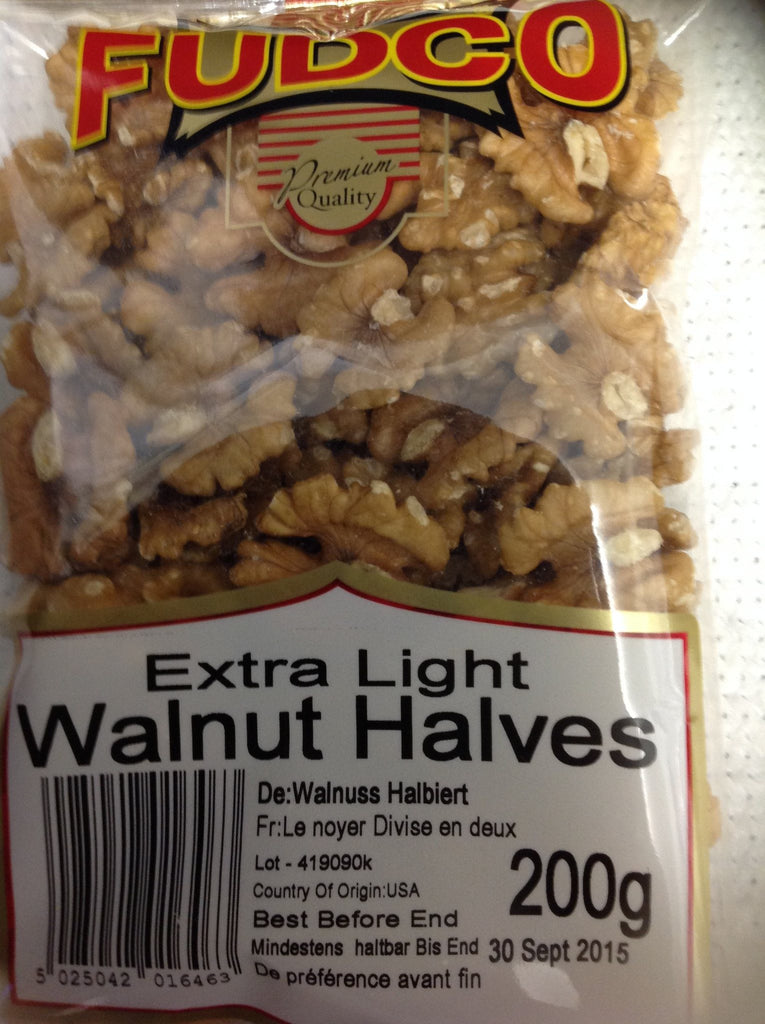 FUDCO
Premium
Quality
Extra Light
Walnut Halves
De:Walnuss Halbiert
Fr:Le noyer Divise en deux
Lot - 419090k
Country Of Origin:USA
200g
Best Before End
Mindestens haltbar Bis End 30 Sept 2015
De préférence avant fin
5 025042 016463